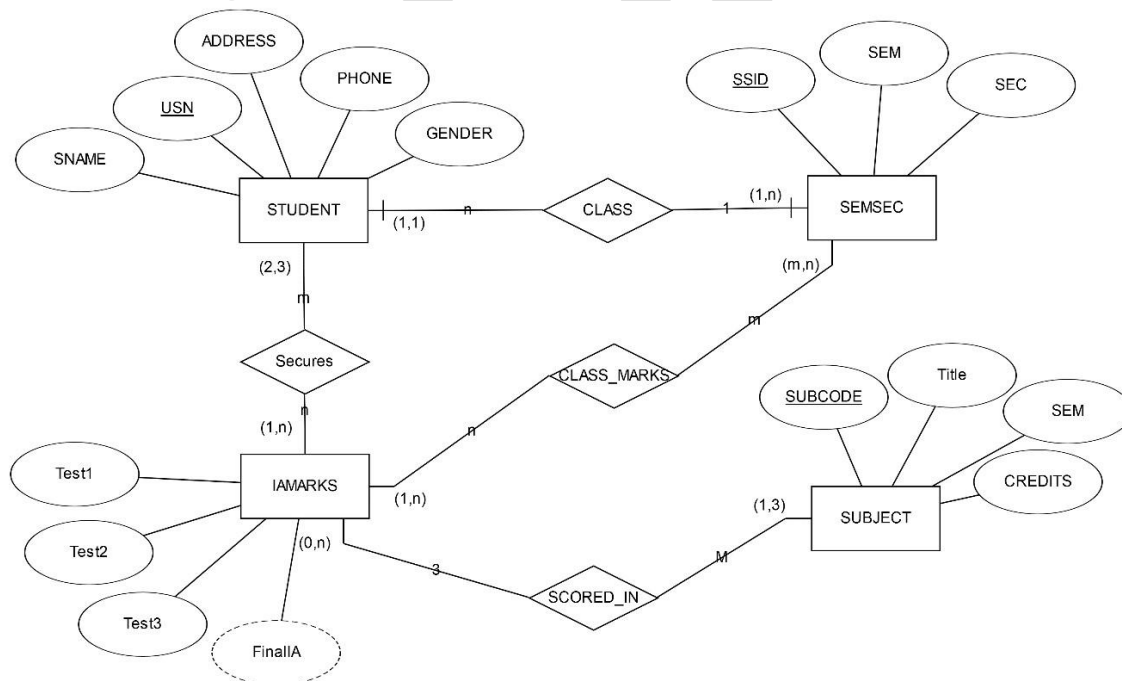 ADDRESS
SEM
PHONE
SSID
SEC
USN
GENDER
SNAME
STUDENT
n
CLASS
1
(1,n)
SEMSEC
(1,1)
(2,3)
(m,n)
m
m
Secures
CLASS_MARKS
Title
SUBCODE
SEM
n
(1,n)
n
Test1
IAMARKS
CREDITS
(1,n)
(1,3)
SUBJECT
(0,n)
Test2
3
M
SCORED_IN
Test3
FinalIA